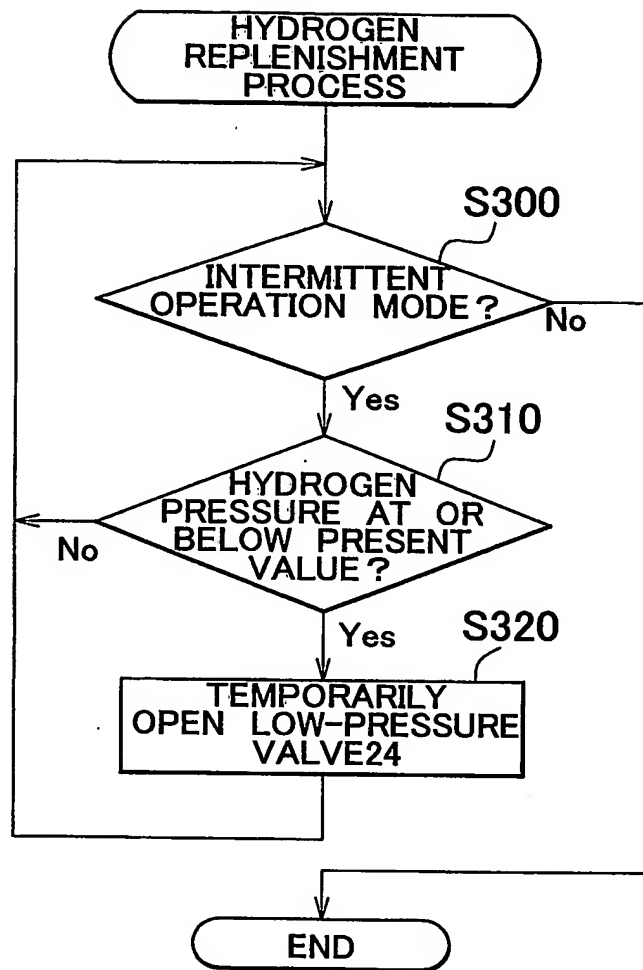 HYDROGEN
REPLENISHMENT
PROCESS
S300
INTERMITTENT
OPERATION MODE?
No
Yes
S310
HYDROGEN
PRESSURE AT OR
BELOW PRESENT
VALUE?
No
Yes
S320
TEMPORARILY
OPEN LOW-PRESSURE
VALVE24
END